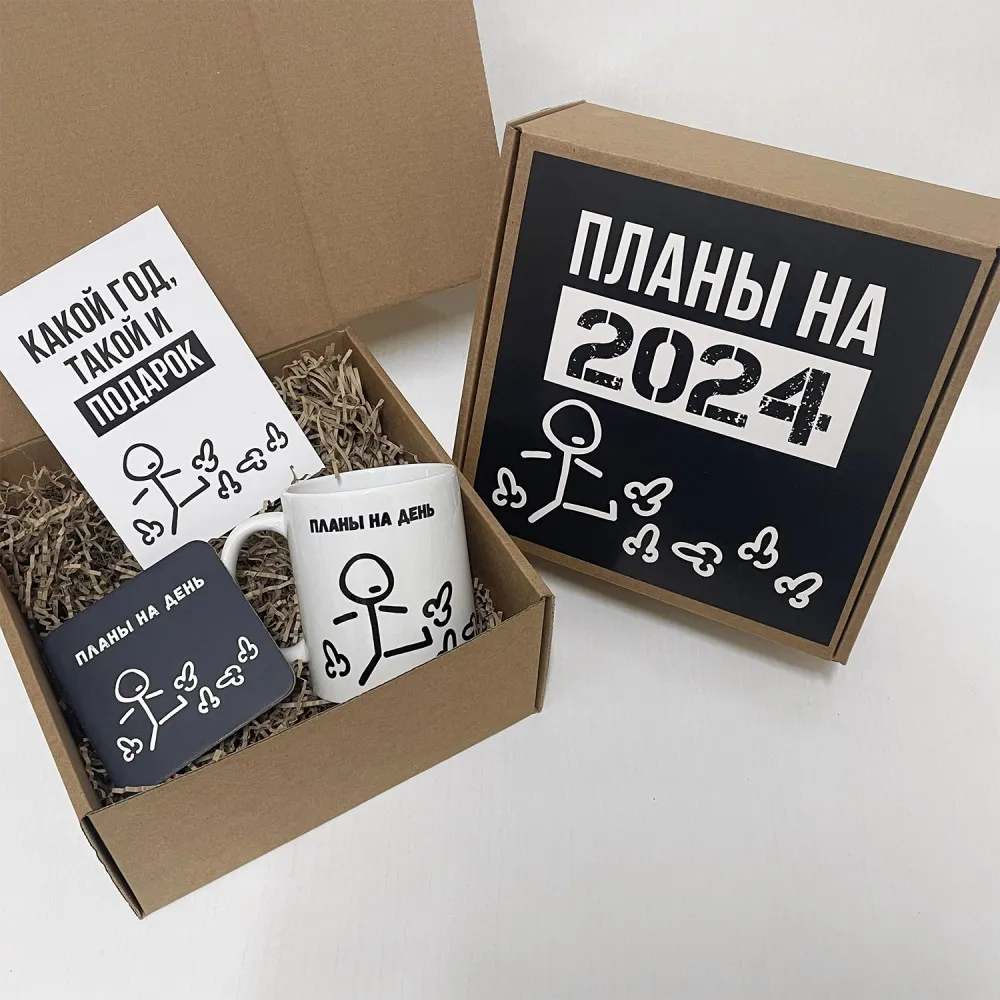 КАКОЙ ГОД,
ТАКОЙ И
ПОДАРОК
ПЛАНЫ НА ДЕНЬ
ПЛАНЫ НА ДЕНЬ
ПЛАНЫ НА
2024